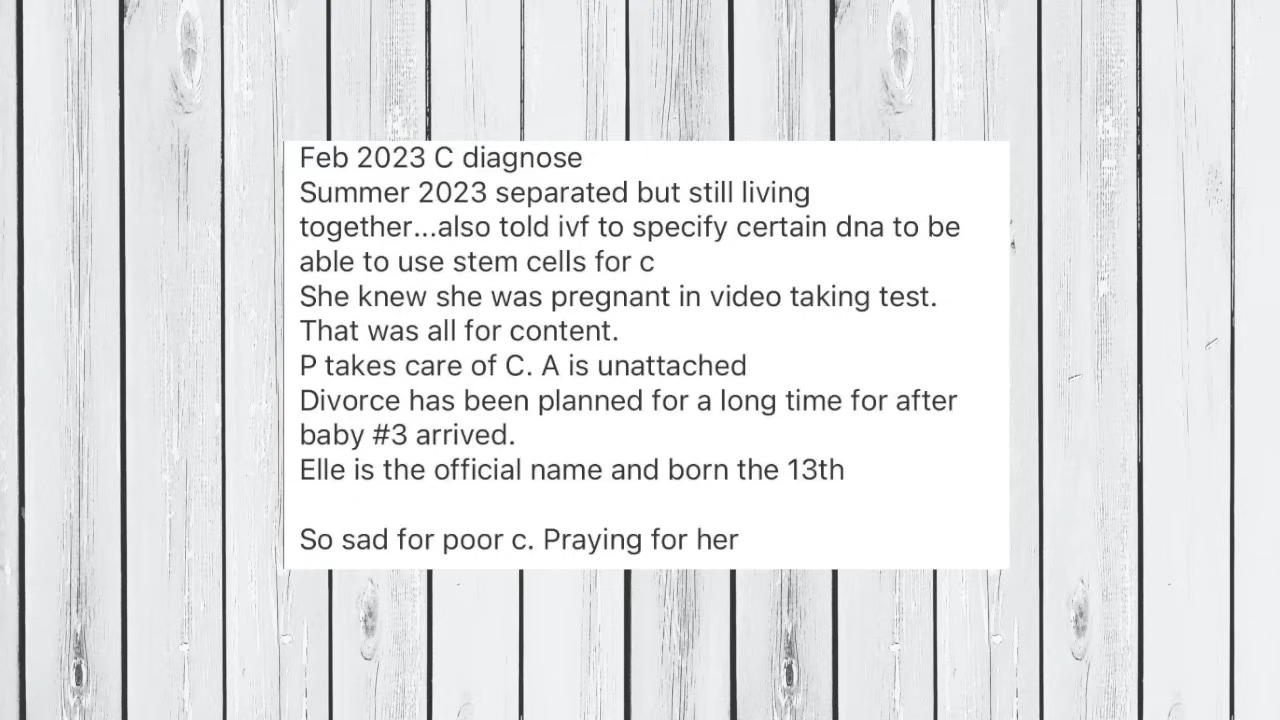 Feb 2023 C diagnose
Summer 2023 separated but still living
together...also told ivf to specify certain dna to be
able to use stem cells for c
She knew she was pregnant in video taking test.
That was all for content.
P takes care of C. A is unattached
Divorce has been planned for a long time for after
baby #3 arrived.
Elle is the official name and born the 13th
So sad for poor c. Praying for her